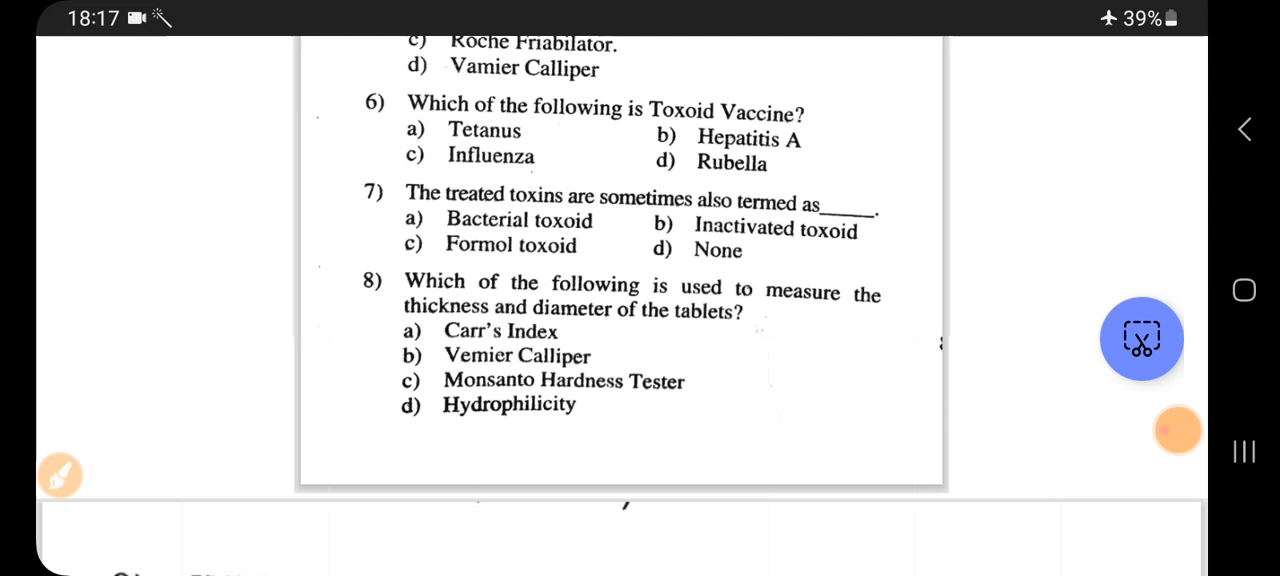 18:17
39%
c) Roche Friabilator.
d) Vamier Calliper
6) Which of the following is Toxoid Vaccine?
a) Tetanus b) Hepatitis A
c) Influenza d) Rubella
7) The treated toxins are sometimes also termed as_____.
a) Bacterial toxoid b) Inactivated toxoid
c) Formol toxoid d) None
8) Which of the following is used to measure the
thickness and diameter of the tablets?
a) Carr's Index
b) Vemier Calliper
c) Monsanto Hardness Tester
d) Hydrophilicity